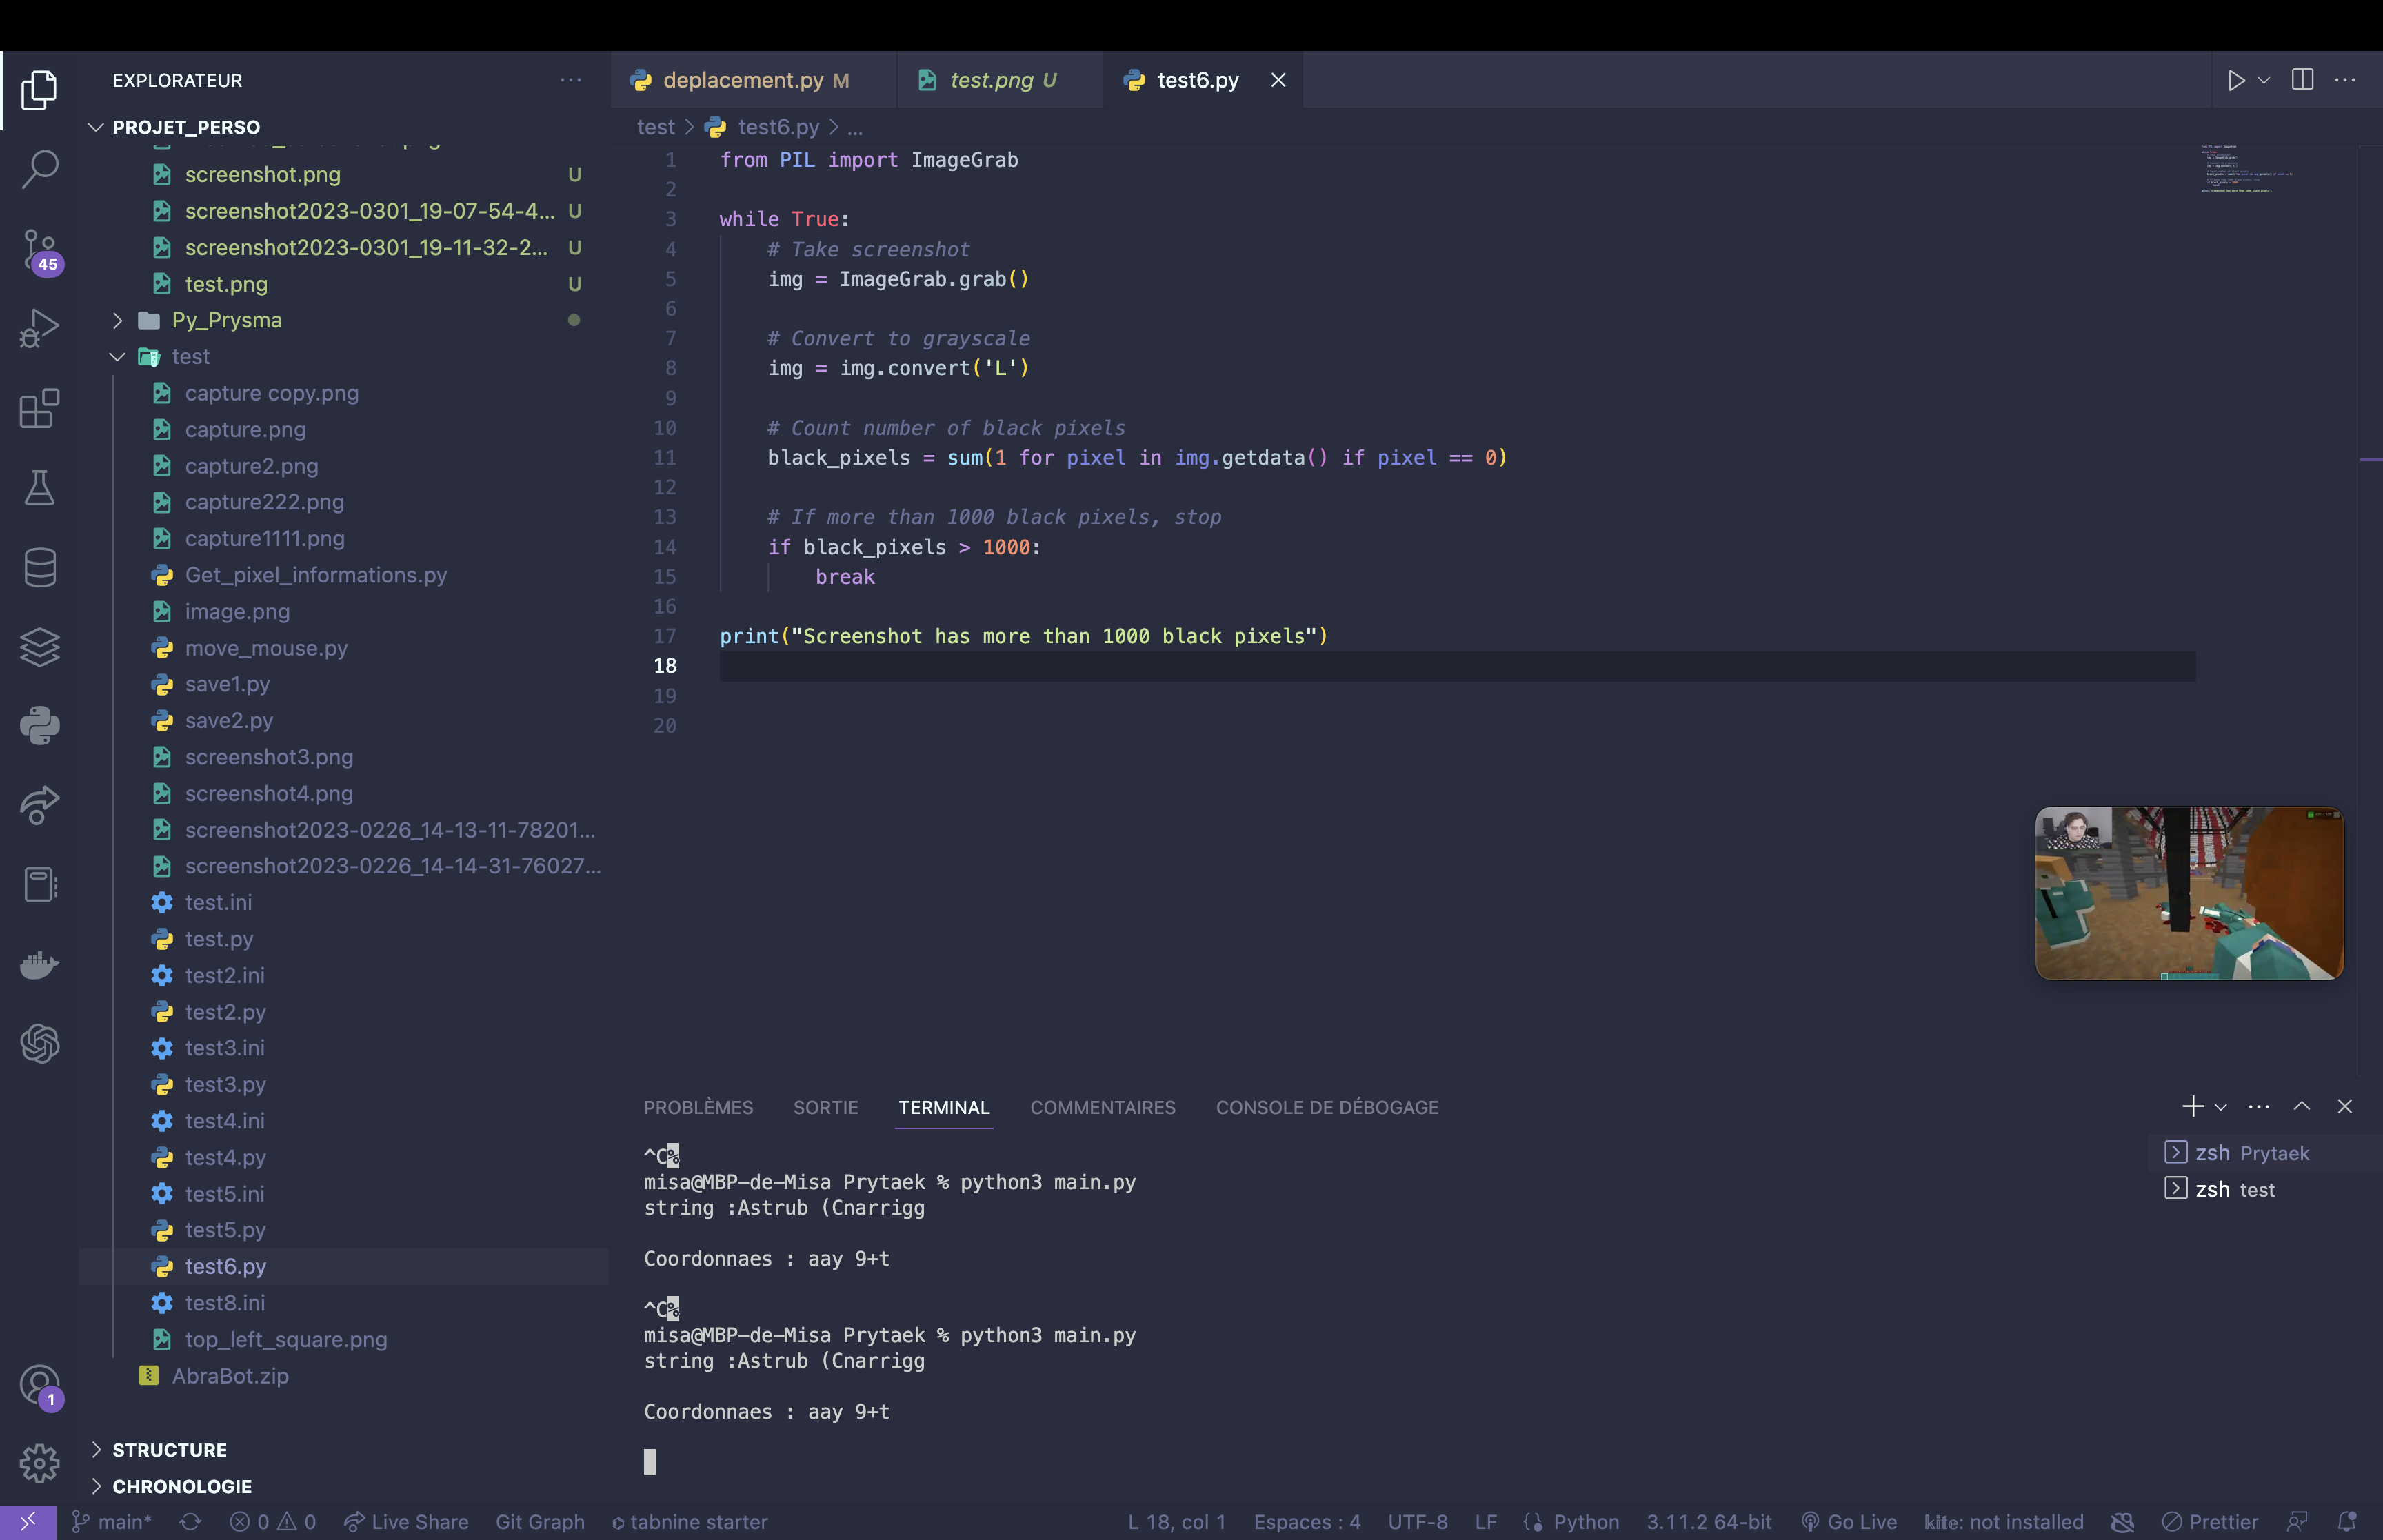 EXPLORATEUR
PROJET_PERSO
screenshot.png U
screenshot2023-0301_19-07-54-4... U
screenshot2023-0301_19-11-32-2... U
test.png U
Py_Prysma
test
capture copy.png
capture.png
capture2.png
capture222.png
capture1111.png
Get_pixel_informations.py
image.png
move_mouse.py
save1.py
save2.py
screenshot3.png
screenshot4.png
screenshot2023-0226_14-13-11-78201...
screenshot2023-0226_14-14-31-76027...
test.ini
test.py
test2.ini
test2.py
test3.ini
test3.py
test4.ini
test4.py
test5.ini
test5.py
test6.py
test8.ini
top_left_square.png
AbraBot.zip
STRUCTURE
CHRONOLOGIE
45
1
deplacement.py M
test.png U
test6.py
test > test6.py > ...
1 from PIL import ImageGrab
2
3 while True:
4 # Take screenshot
5 img = ImageGrab.grab()
6
7 # Convert to grayscale
8 img = img.convert('L')
9
10 # Count number of black pixels
11 black_pixels = sum(1 for pixel in img.getdata() if pixel == 0)
12
13 # If more than 1000 black pixels, stop
14 if black_pixels > 1000:
15 break
16
17 print("Screenshot has more than 1000 black pixels")
18
19
20
PROBLÈMES SORTIE TERMINAL COMMENTAIRES CONSOLE DE DÉBOGAGE
^C%
misa@MBP-de-Misa Prytaek % python3 main.py
string :Astrub (Cnarrigg
Coordonnaes : aay 9+t
^C%
misa@MBP-de-Misa Prytaek % python3 main.py
string :Astrub (Cnarrigg
Coordonnaes : aay 9+t
zsh Prytaek
zsh test
main* 0 0 Live Share Git Graph tabnine starter L 18, col 1 Espaces : 4 UTF-8 LF Python 3.11.2 64-bit Go Live kite: not installed Prettier